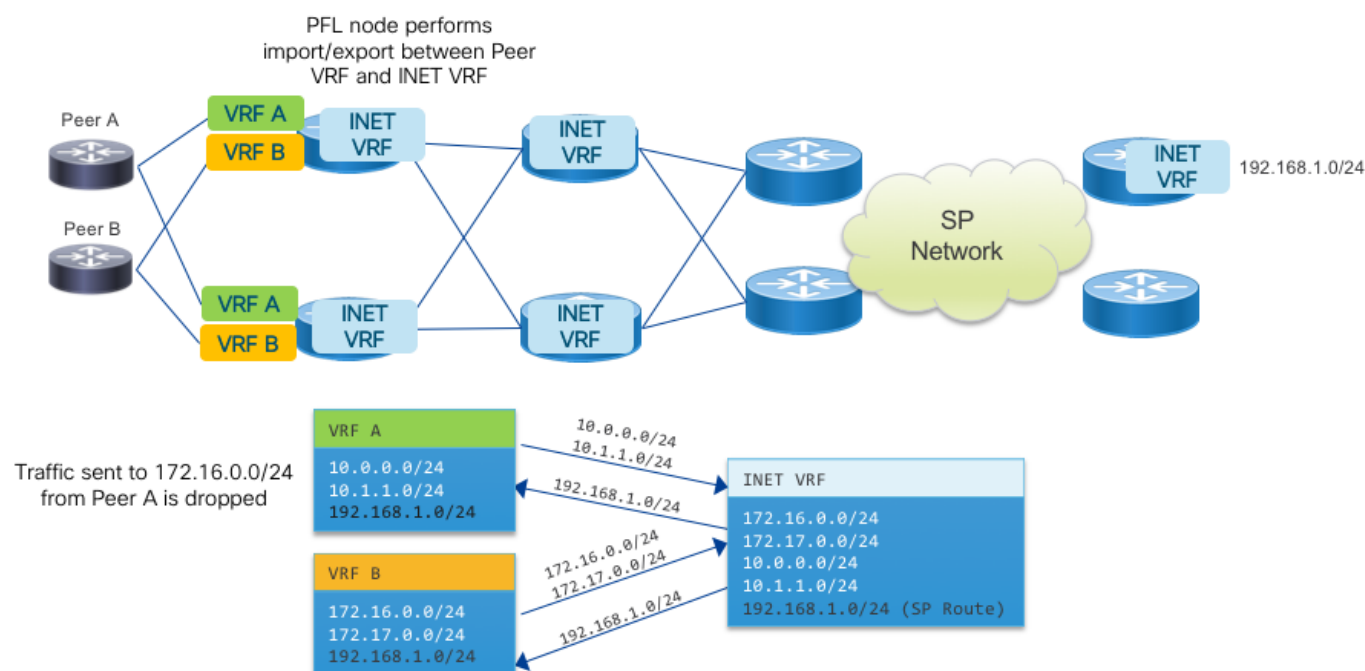 PFL node performs
import/export between Peer
VRF and INET VRF
Peer A
VRF A
VRF B
INET
VRF
INET
VRF
INET
VRF
192.168.1.0/24
SP
Network
Peer B
VRF A
VRF B
INET
VRF
INET
VRF
Traffic sent to 172.16.0.0/24
from Peer A is dropped
VRF A
10.0.0.0/24
10.1.1.0/24
192.168.1.0/24
10.0.0.0/24
10.1.1.0/24
192.168.1.0/24
VRF B
172.16.0.0/24
172.17.0.0/24
192.168.1.0/24
172.16.0.0/24
172.17.0.0/24
192.168.1.0/24
INET VRF
172.16.0.0/24
172.17.0.0/24
10.0.0.0/24
10.1.1.0/24
192.168.1.0/24 (SP Route)